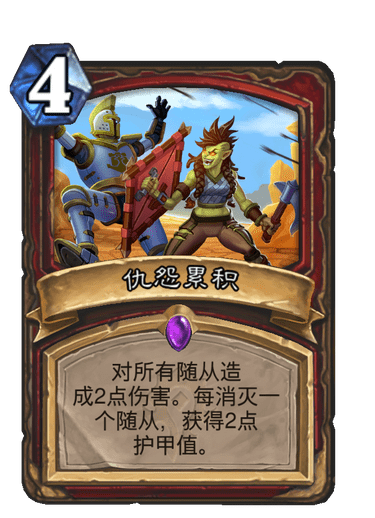 4
仇怨累积
对所有随从造
成2点伤害。每消灭一
个随从，获得2点
护甲值。